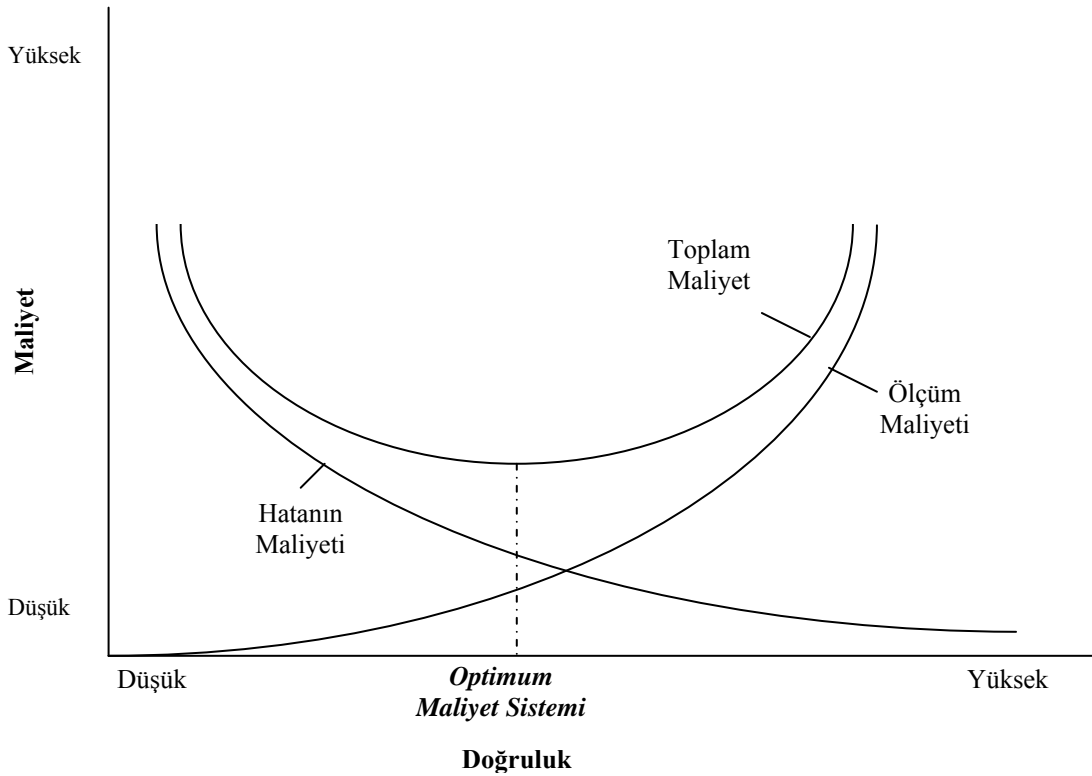 Yüksek
Toplam
Maliyet
Maliyet
Ölçüm
Maliyeti
Hatanın
Maliyeti
Düşük
Düşük
Optimum
Maliyet Sistemi
Yüksek
Doğruluk